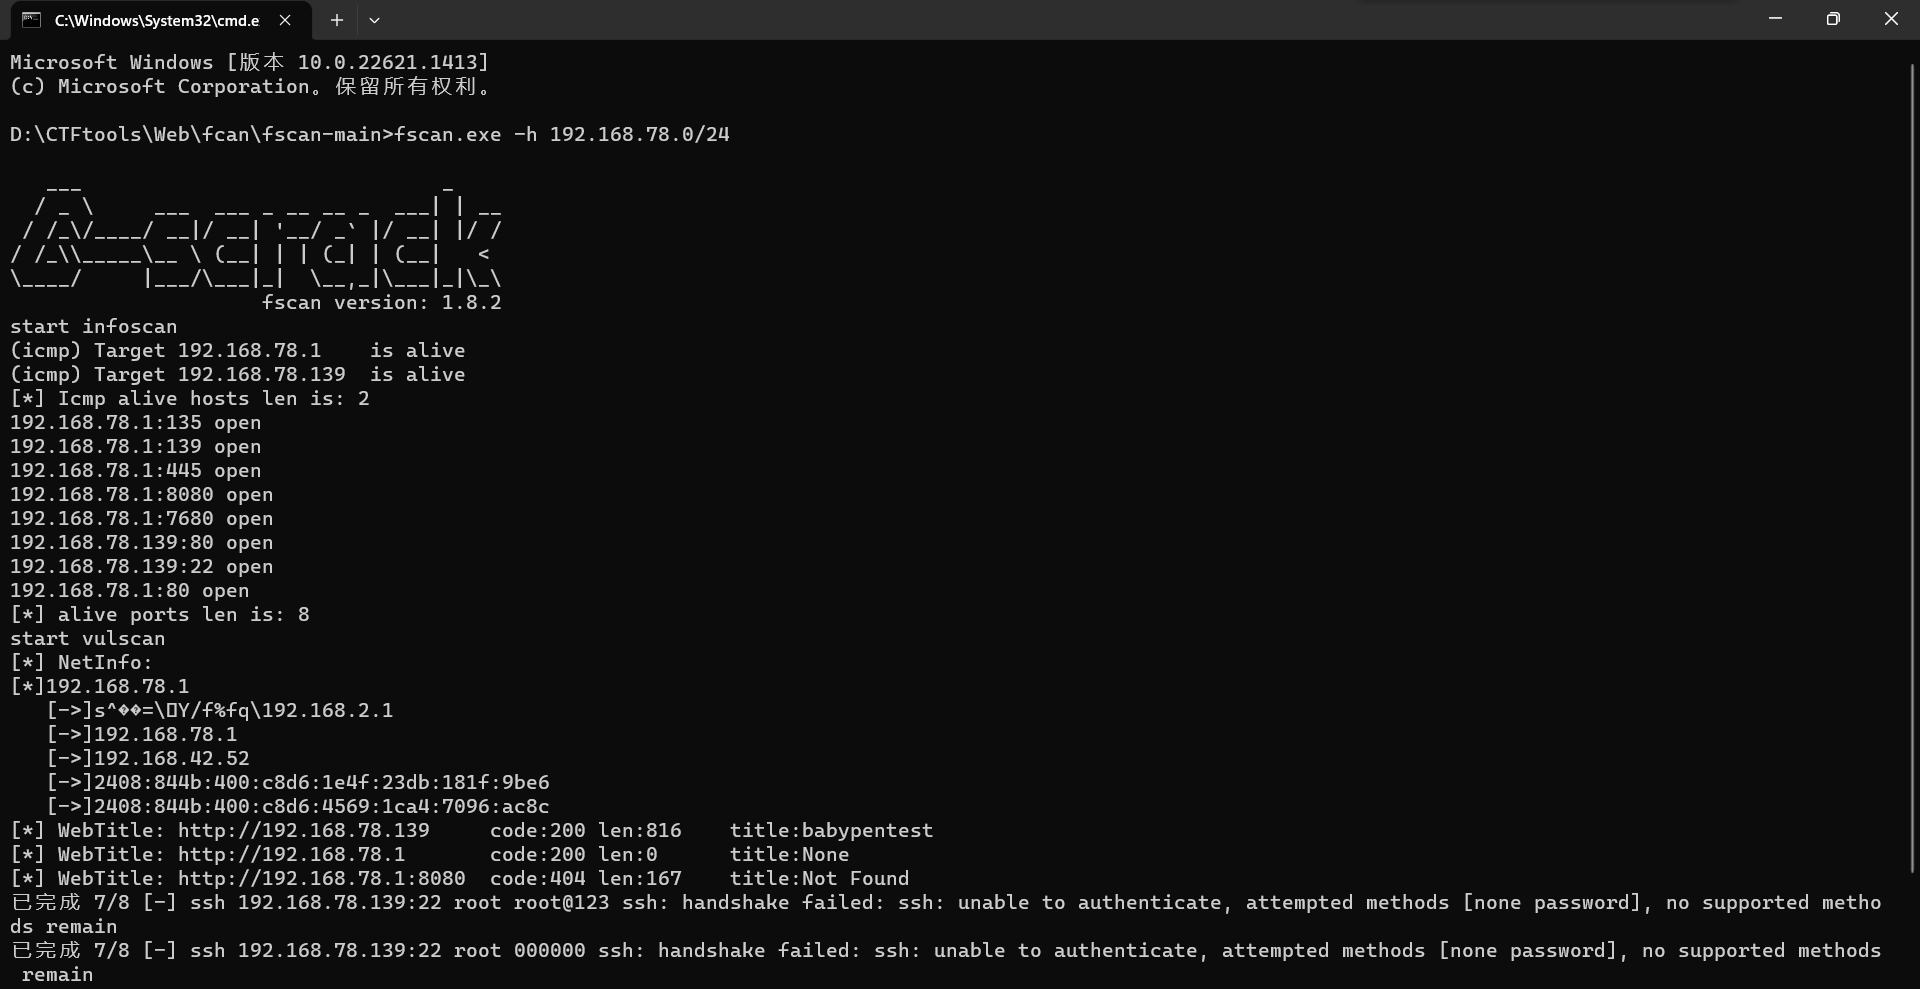 C:\Windows\System32\cmd.e
Microsoft Windows [版本 10.0.22621.1413]
(c) Microsoft Corporation。保留所有权利。
D:\CTFtools\Web\fcan\fscan-main>fscan.exe -h 192.168.78.0/24
   ___                              _
  / _ \     ___  ___ _ __ __ _  ___| | __
 / /_\/____/ __|/ __| '__/ _` |/ __| |/ /
/ /_\\_____\__ \ (__| | | (_| | (__|   <
\____/     |___/\___|_|  \__,_|\___|_|\_\
                     fscan version: 1.8.2
start infoscan
(icmp) Target 192.168.78.1    is alive
(icmp) Target 192.168.78.139  is alive
[*] Icmp alive hosts len is: 2
192.168.78.1:135 open
192.168.78.1:139 open
192.168.78.1:445 open
192.168.78.1:8080 open
192.168.78.1:7680 open
192.168.78.139:80 open
192.168.78.139:22 open
192.168.78.1:80 open
[*] alive ports len is: 8
start vulscan
[*] NetInfo:
[*]192.168.78.1
   [->]s^��=\▯Y/f%fq\192.168.2.1
   [->]192.168.78.1
   [->]192.168.42.52
   [->]2408:844b:400:c8d6:1e4f:23db:181f:9be6
   [->]2408:844b:400:c8d6:4569:1ca4:7096:ac8c
[*] WebTitle: http://192.168.78.139     code:200 len:816    title:babypentest
[*] WebTitle: http://192.168.78.1       code:200 len:0      title:None
[*] WebTitle: http://192.168.78.1:8080  code:404 len:167    title:Not Found
已完成 7/8 [-] ssh 192.168.78.139:22 root root@123 ssh: handshake failed: ssh: unable to authenticate, attempted methods [none password], no supported metho
ds remain
已完成 7/8 [-] ssh 192.168.78.139:22 root 000000 ssh: handshake failed: ssh: unable to authenticate, attempted methods [none password], no supported methods
 remain